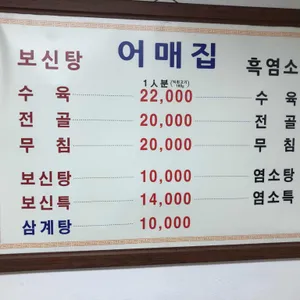 보신탕 어매집 흑염소
1人분
수육 22,000 수육
전골 20,000 전골
무침 20,000 무침
보신탕 10,000 염소탕
보신특 14,000 염소특
삼계탕 10,000